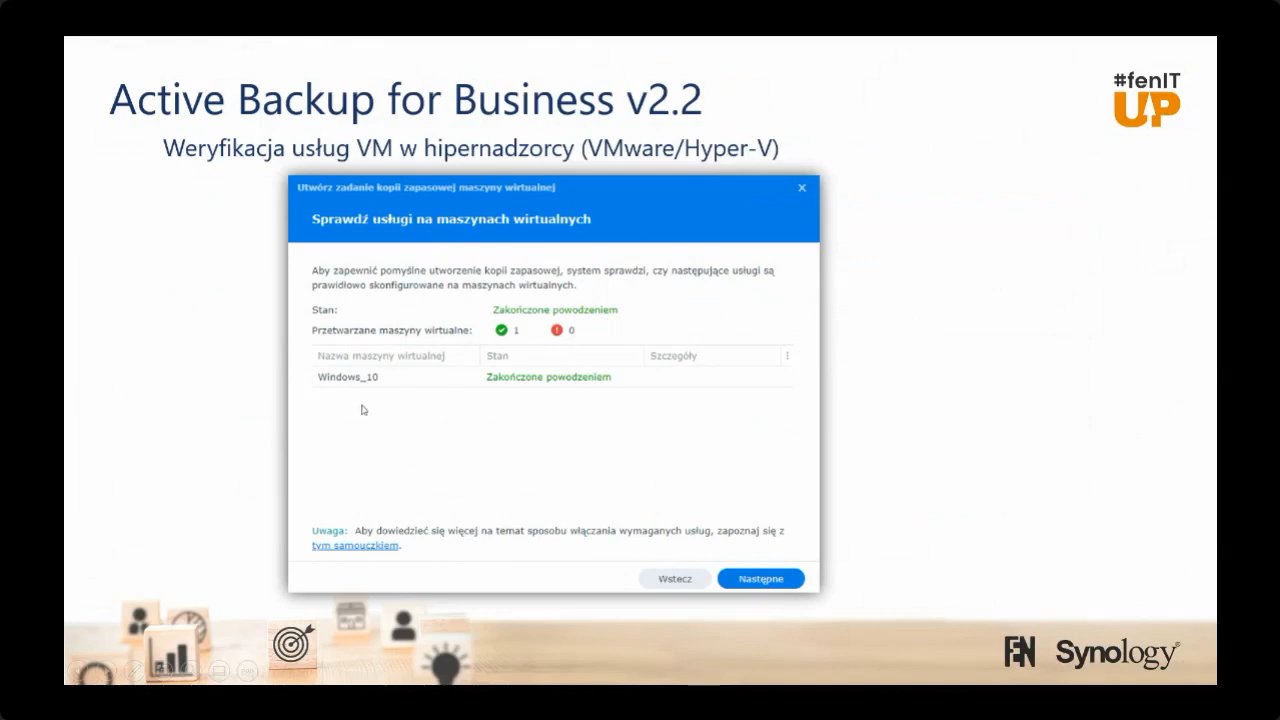 Active Backup for Business v2.2
#fenIT
UP
Weryfikacja usług VM w hipernadzorcy (VMware/Hyper-V)
Utwórz zadanie kopii zapasowej maszyny wirtualnej
Sprawdź usługi na maszynach wirtualnych
Aby zapewnić pomyślne utworzenie kopii zapasowej, system sprawdzi, czy następujące usługi są
prawidłowo skonfigurowane na maszynach wirtualnych.
Stan: Zakończone powodzeniem
Przetwarzane maszyny wirtualne: 1 0
Nazwa maszyny wirtualnej Stan Szczegóły
Windows_10 Zakończone powodzeniem
Uwaga: Aby dowiedzieć się więcej na temat sposobu włączania wymaganych usług, zapoznaj się z
tym samouczkiem.
Wstecz Następne
FEN Synology